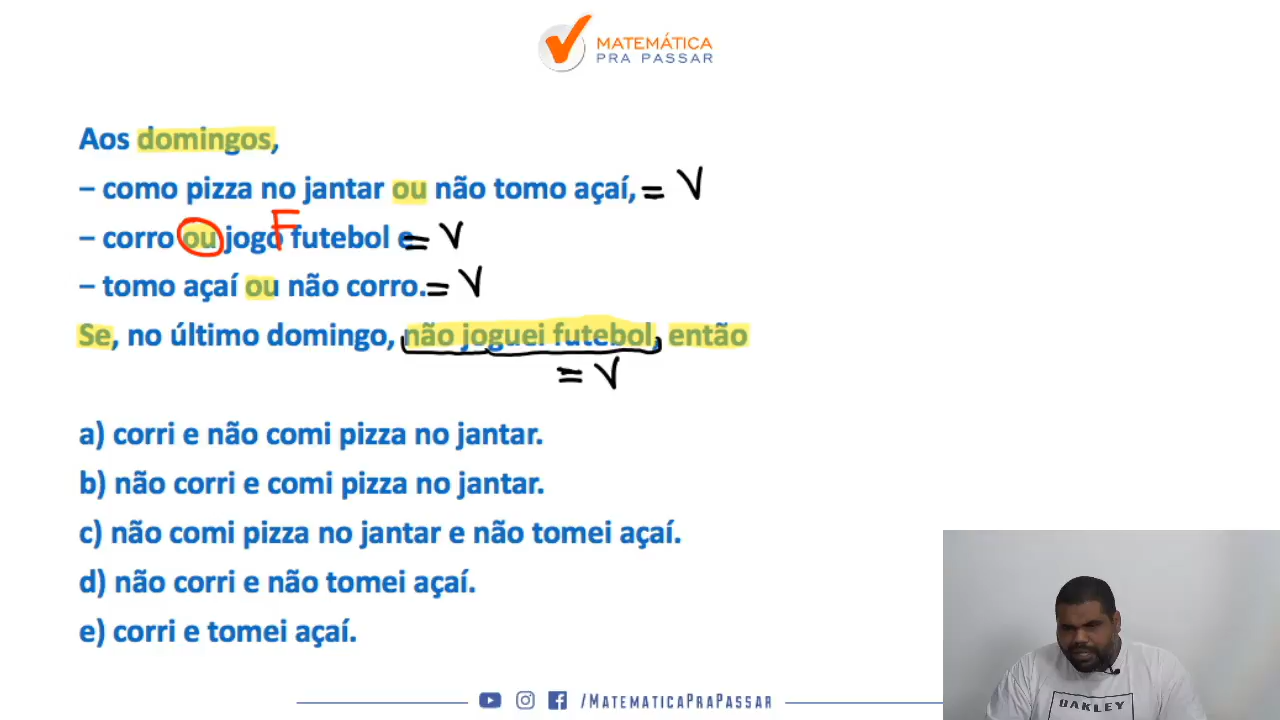 MATEMÁTICA
PRA PASSAR
Aos domingos,
– como pizza no jantar ou não tomo açaí, = V
F
– corro ou jogo futebol e = V
– tomo açaí ou não corro. = V
Se, no último domingo, não joguei futebol, então
= V
a) corri e não comi pizza no jantar.
b) não corri e comi pizza no jantar.
c) não comi pizza no jantar e não tomei açaí.
d) não corri e não tomei açaí.
e) corri e tomei açaí.
OAKLEY
/MATEMATICAPRAPASSAR